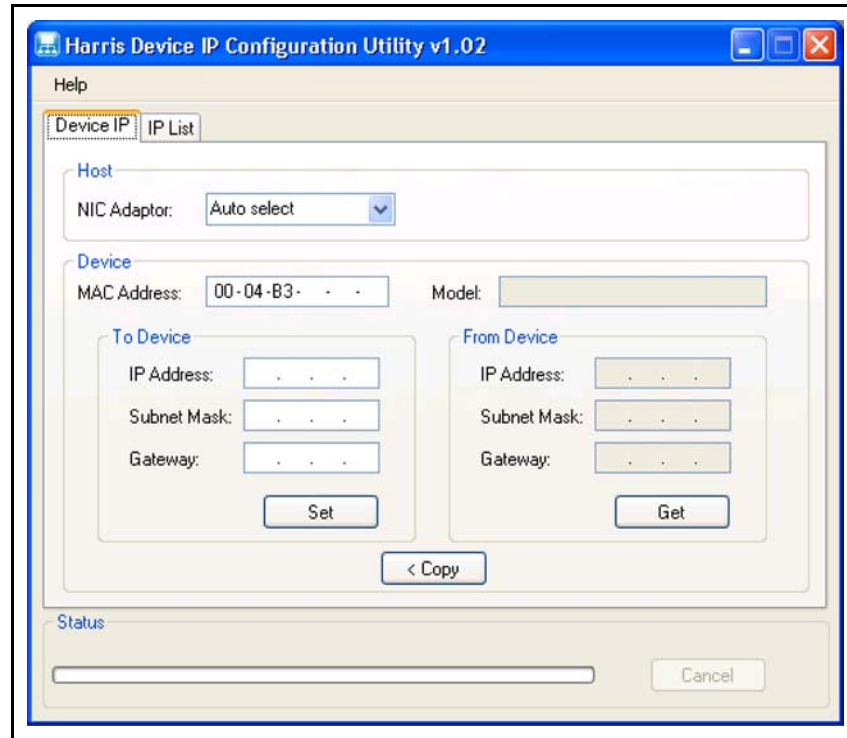 Harris Device IP Configuration Utility v1.02
Help
Device IP IP List
Host
NIC Adaptor: Auto select
Device
MAC Address: 00-04-B3- - - Model:
To Device
IP Address: . . .
Subnet Mask: . . .
Gateway: . . .
Set
From Device
IP Address: . . .
Subnet Mask: . . .
Gateway: . . .
Get
< Copy
Status
Cancel